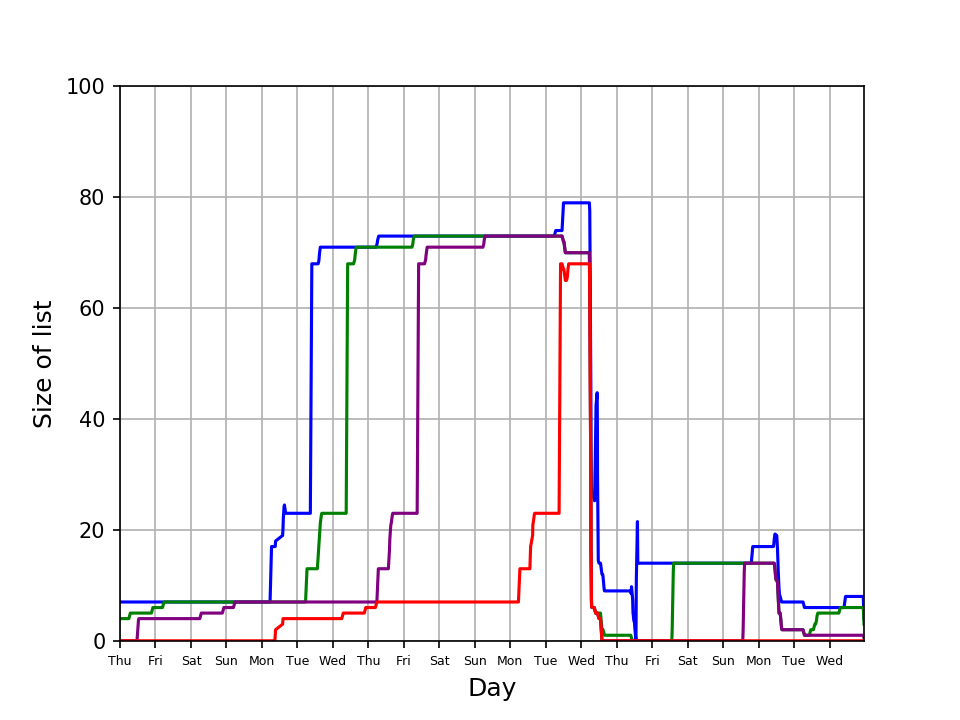 100
80
60
40
20
0
Size of list
Thu Fri Sat Sun Mon Tue Wed Thu Fri Sat Sun Mon Tue Wed Thu Fri Sat Sun Mon Tue Wed
Day